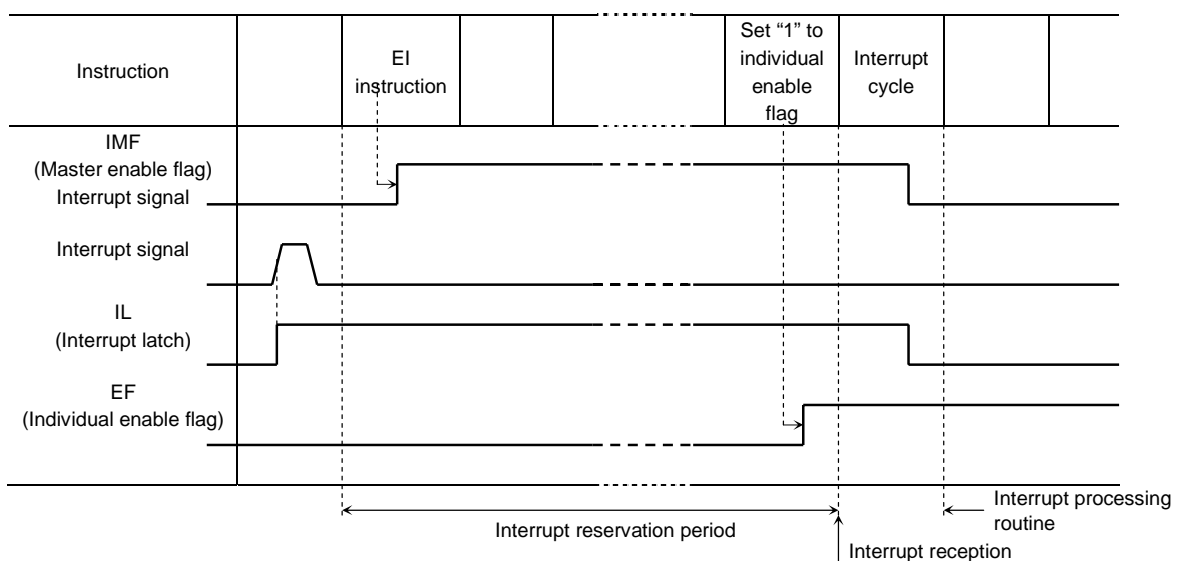 Instruction
EI
instruction
Set “1” to
individual
enable
flag
Interrupt
cycle
IMF
(Master enable flag)
Interrupt signal
Interrupt signal
IL
(Interrupt latch)
EF
(Individual enable flag)
Interrupt reservation period
Interrupt processing
routine
Interrupt reception